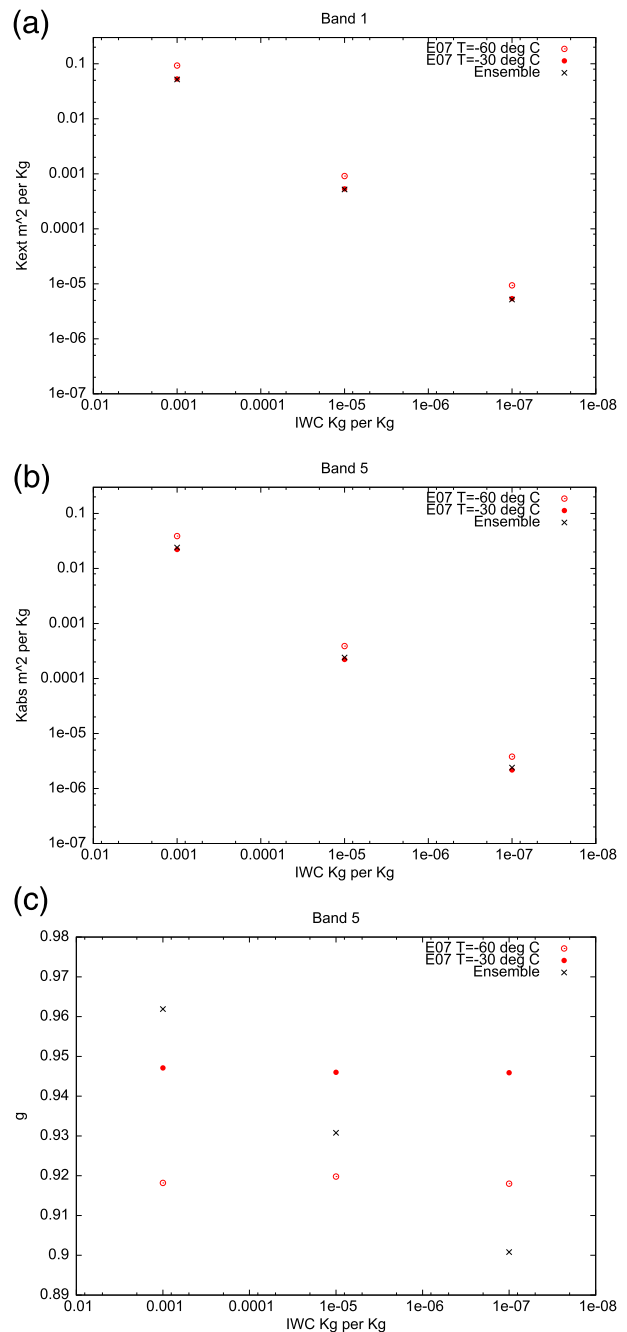 (a)
Band 1
E07 T=-60 deg C
E07 T=-30 deg C
Ensemble
Kext m^2 per Kg
0.1
0.01
0.001
0.0001
1e-05
1e-06
1e-07
0.01 0.001 0.0001 1e-05 1e-06 1e-07 1e-08
IWC Kg per Kg
(b)
Band 5
E07 T=-60 deg C
E07 T=-30 deg C
Ensemble
Kabs m^2 per Kg
0.1
0.01
0.001
0.0001
1e-05
1e-06
1e-07
0.01 0.001 0.0001 1e-05 1e-06 1e-07 1e-08
IWC Kg per Kg
(c)
Band 5
E07 T=-60 deg C
E07 T=-30 deg C
Ensemble
g
0.98
0.97
0.96
0.95
0.94
0.93
0.92
0.91
0.9
0.89
0.01 0.001 0.0001 1e-05 1e-06 1e-07 1e-08
IWC Kg per Kg